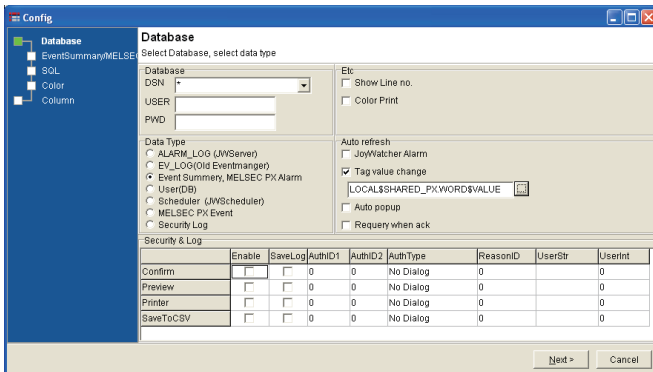 Config
Database
EventSummary/MELSEC
SQL
Color
Column
Database
Select Database, select data type
Database
DSN *
USER
PWD
Etc
Show Line no.
Color Print
Data Type
ALARM_LOG (JWServer)
EV_LOG(Old Eventmanger)
Event Summery, MELSEC PX Alarm
User(DB)
Scheduler (JWScheduler)
MELSEC PX Event
Security Log
Auto refresh
JoyWatcher Alarm
Tag value change
LOCAL$SHARED_PX.WORD$VALUE ...
Auto popup
Requery when ack
Security & Log
Enable SaveLog AuthID1 AuthID2 AuthType ReasonID UserStr UserInt
Confirm 0 0 No Dialog 0 0
Preview 0 0 No Dialog 0 0
Printer 0 0 No Dialog 0 0
SaveToCSV 0 0 No Dialog 0 0
Next > Cancel